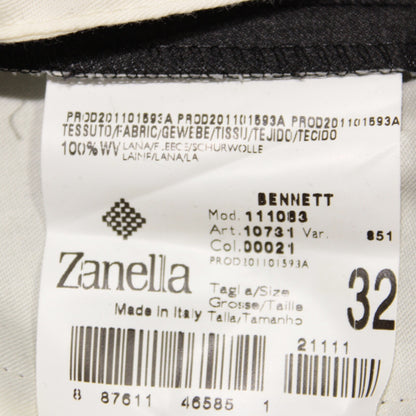 PROD201101593A PROD201101593A PROD201101593A
TESSUTO/FABRIC/GEWEBE/TISSU/TEJIDO/TECIDO
100%WV LANA/FLEECE/SCHURWOLLE
LAINE/LANA/LA
BENNETT
Mod. 111083
Art. 10731 Var. 851
Col. 00021
PROD201101593A
Zanella
Made in Italy
Taglia/Size
Grosse/Taille
Talla/Tamanho
32
21111
8 87611 46585 1